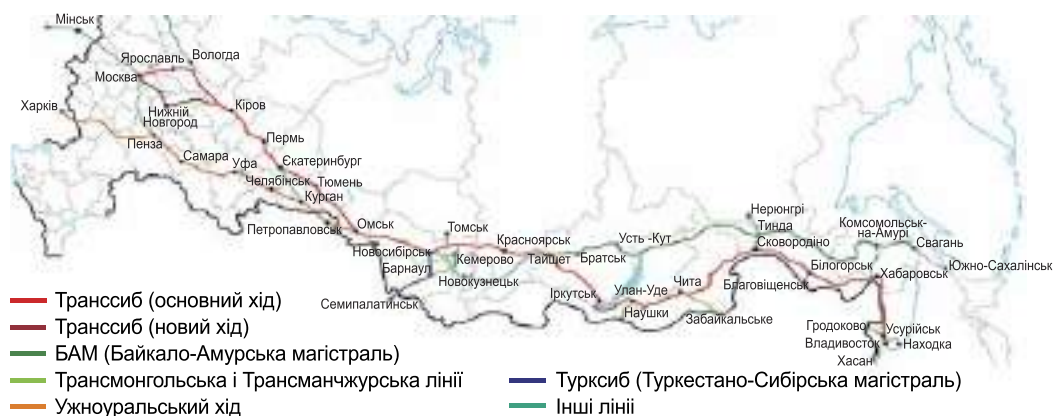 Мінськ
Ярославль
Вологда
Москва
Харків
Нижній
Новгород
Кіров
Пермь
Пенза
Самара
Уфа
Єкатеринбург
Челябінськ
Тюмень
Курган
Петропавловськ
Омськ
Новосибірськ
Барнаул
Томськ
Кемерово
Новокузнецьк
Семипалатинськ
Красноярськ
Тайшет
Братськ
Усть -Кут
Іркутськ
Улан-Уде
Наушки
Чита
Забайкальське
Нерюнгрі
Тинда
Сковородіно
Благовіщенськ
Білогорськ
Комсомольськ-
на-Амурі
Свагань
Хабаровськ
Южно-Сахалінськ
Гродоково
Владивосток
Хасан
Усурійськ
Находка
Транссиб (основний хід)
Транссиб (новий хід)
БАМ (Байкало-Амурська магістраль)
Трансмонгольська і Трансманчжурська лінії
Ужноуральський хід
Турксиб (Туркестано-Сибірська магістраль)
Інші лінії